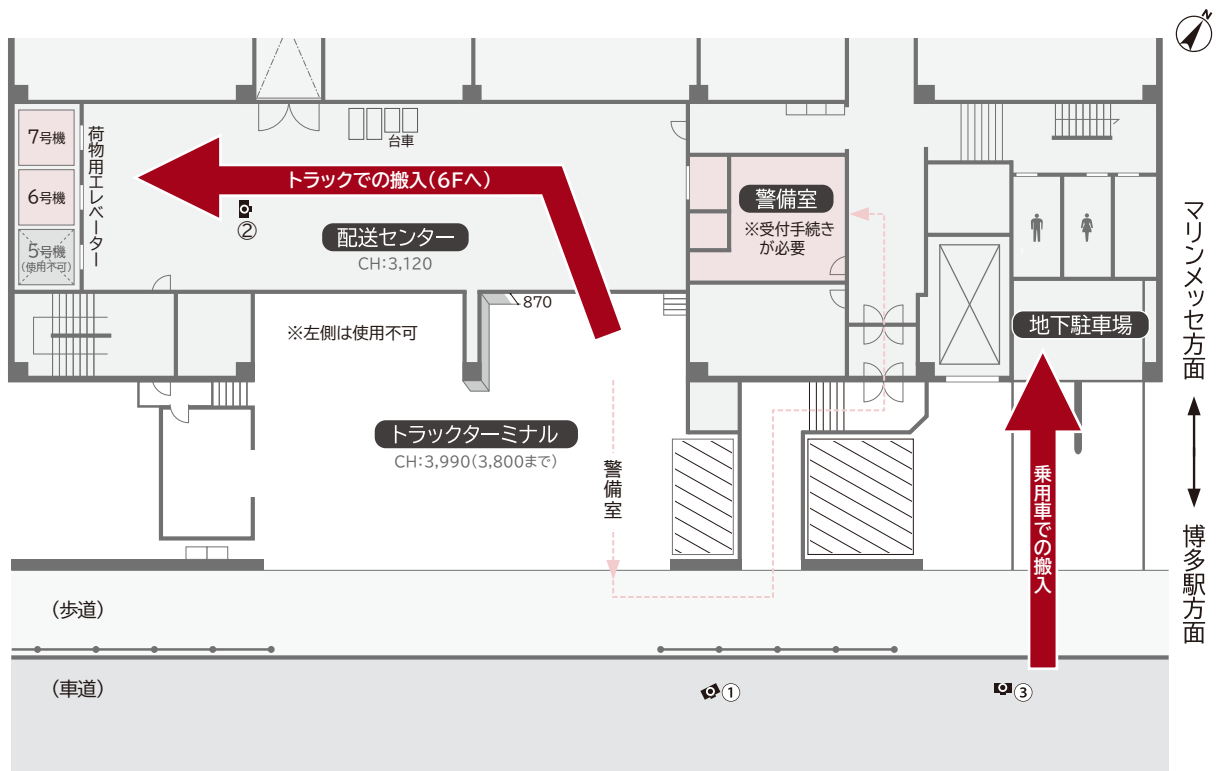 N
7号機
6号機
5号機
(使用不可)
荷物用エレベーター
台車
トラックでの搬入(6Fへ)
②
配送センター
CH:3,120
警備室
※受付手続き
が必要
870
※左側は使用不可
地下駐車場
マリンメッセ方面
トラックターミナル
CH:3,990(3,800まで)
警備室
乗用車での搬入
博多駅方面
(歩道)
(車道)
①
③